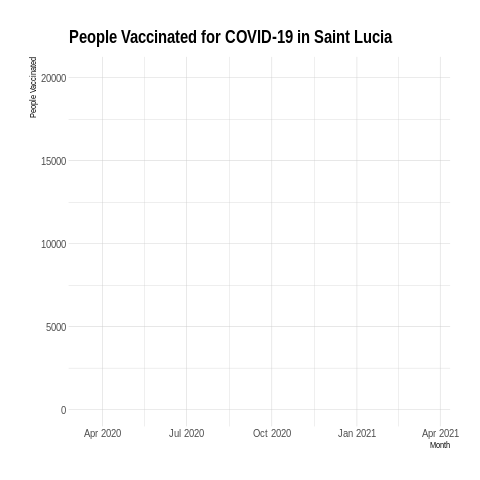 People Vaccinated for COVID-19 in Saint Lucia
People Vaccinated
20000
15000
10000
5000
0
Apr 2020 Jul 2020 Oct 2020 Jan 2021 Apr 2021
Month